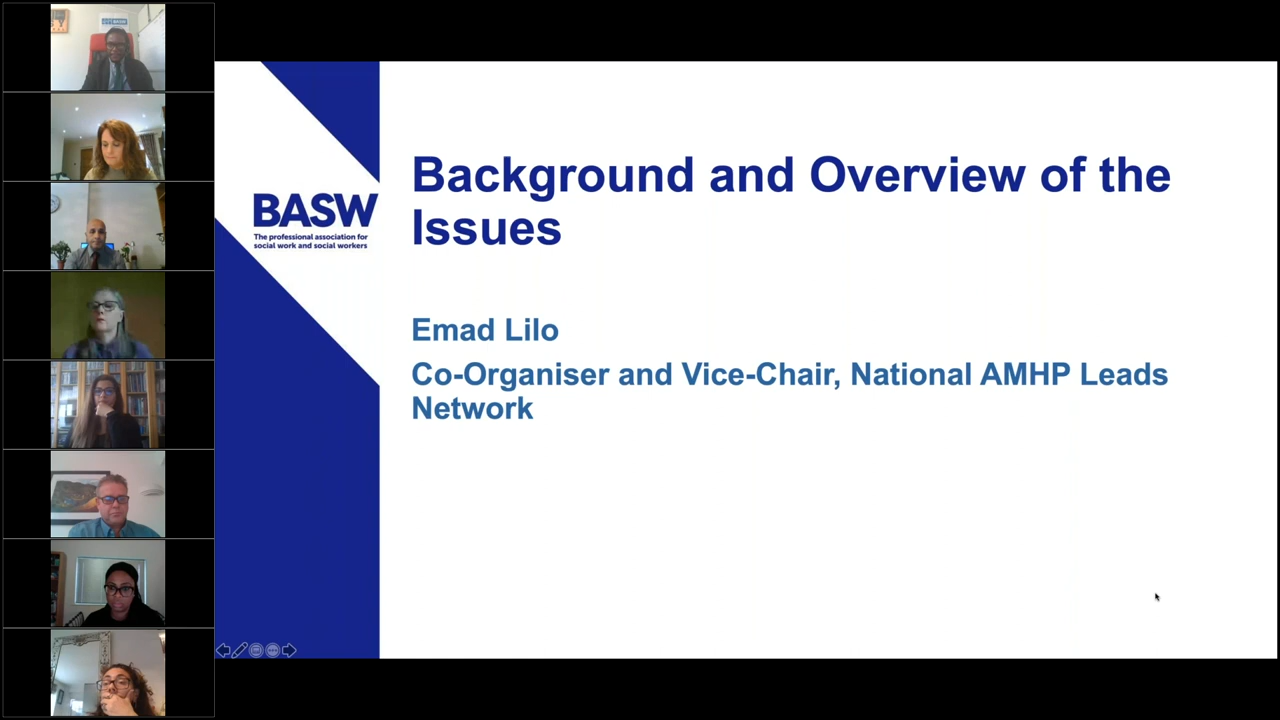 BASW
The professional association for
social work and social workers
Background and Overview of the
Issues
Emad Lilo
Co-Organiser and Vice-Chair, National AMHP Leads
Network